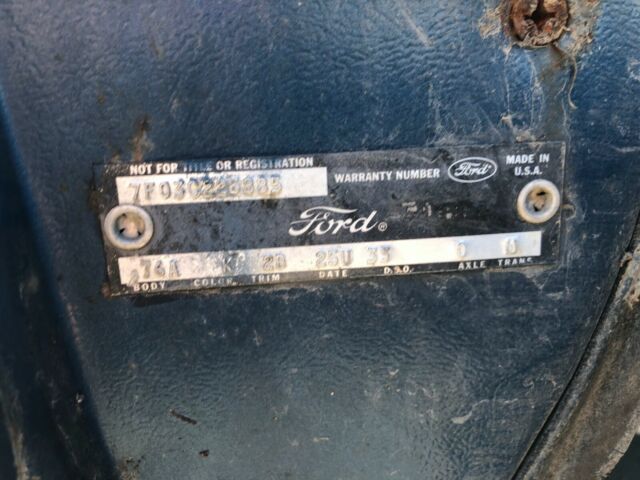 NOT FOR TITLE OR REGISTRATION
WARRANTY NUMBER
Ford
MADE IN
U.S.A.
Ford®
76A 2B 25U 33
BODY COLOR TRIM DATE D.S.O. AXLE TRANS.